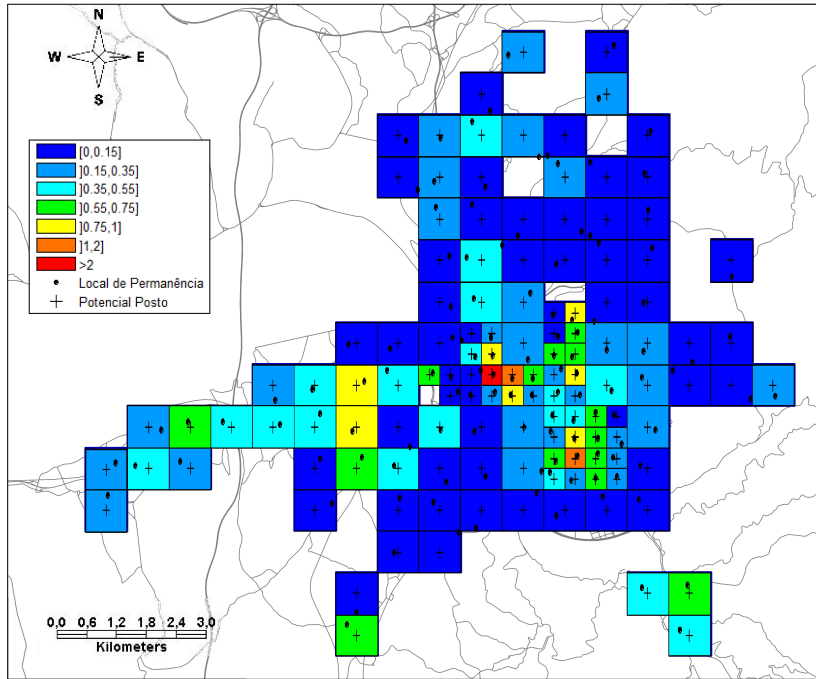 N
W E
S
[0,0.15]
]0.15,0.35]
]0.35,0.55]
]0.55,0.75]
]0.75,1]
]1,2]
>2
Local de Permanência
Potencial Posto
0,0 0,6 1,2 1,8 2,4 3,0
Kilometers